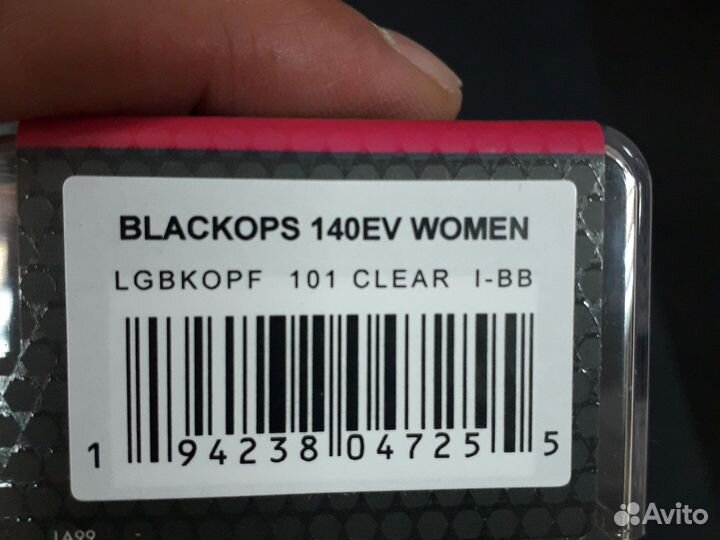 BLACKOPS 140EV WOMEN
LGBKOPF 101 CLEAR I-BB
1 94238 04725 5
Avito